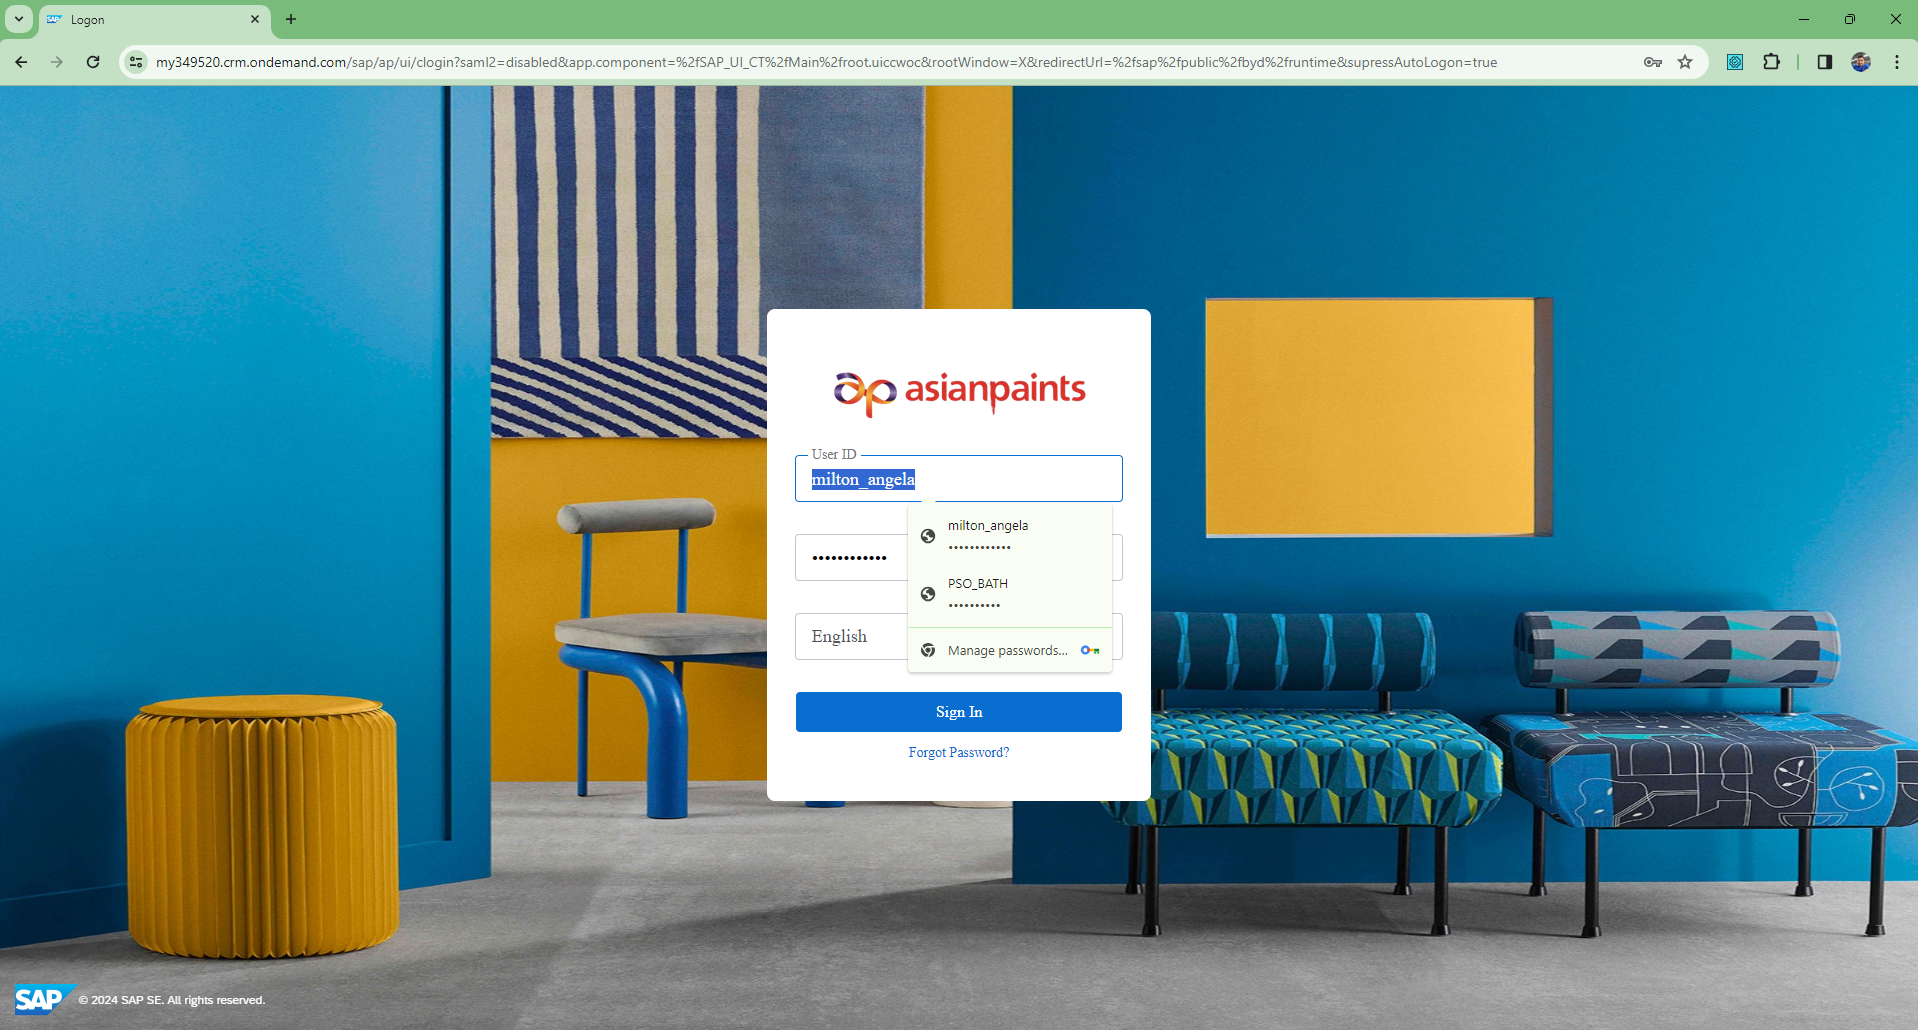 Logon
my349520.crm.ondemand.com/sap/ap/ui/clogin?saml2=disabled&app.component=%2fSAP_UI_CT%2fMain%2froot.uiccwoc&rootWindow=X&redirectUrl=%2fsap%2fpublic%2fbyd%2fruntime&supressAutoLogon=true
asianpaints
User ID
milton_angela
milton_angela
••••••••••••
••••••••••••
PSO_BATH
••••••••••
English
Manage passwords...
Sign In
Forgot Password?
SAP © 2024 SAP SE. All rights reserved.